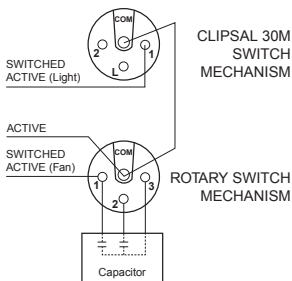 COM
CLIPSAL 30M
SWITCH
MECHANISM
2
1
L
SWITCHED
ACTIVE (Light)
ACTIVE
SWITCHED
ACTIVE (Fan)
COM
1
3
2
ROTARY SWITCH
MECHANISM
Capacitor